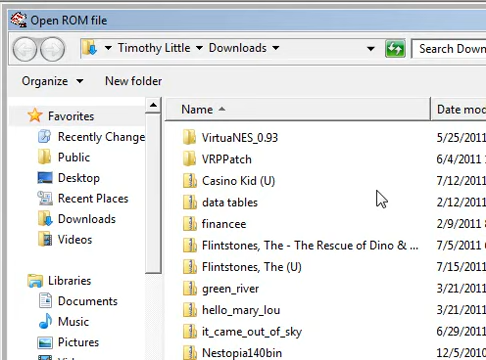 Open ROM file
Timothy Little Downloads Search Down
Organize New folder
Favorites
Recently Change
Public
Desktop
Recent Places
Downloads
Videos
Libraries
Documents
Music
Pictures
Name Date mod
VirtuaNES_0.93 5/25/2011
VRPPatch 6/4/2011
Casino Kid (U) 7/12/2011
data tables 2/12/2011
financee 2/9/2011
Flintstones, The - The Rescue of Dino & ... 7/5/2011
Flintstones, The (U) 7/15/2011
green_river 3/21/2011
hello_mary_lou 3/21/2011
it_came_out_of_sky 6/29/2011
Nestopia140bin 12/5/2010